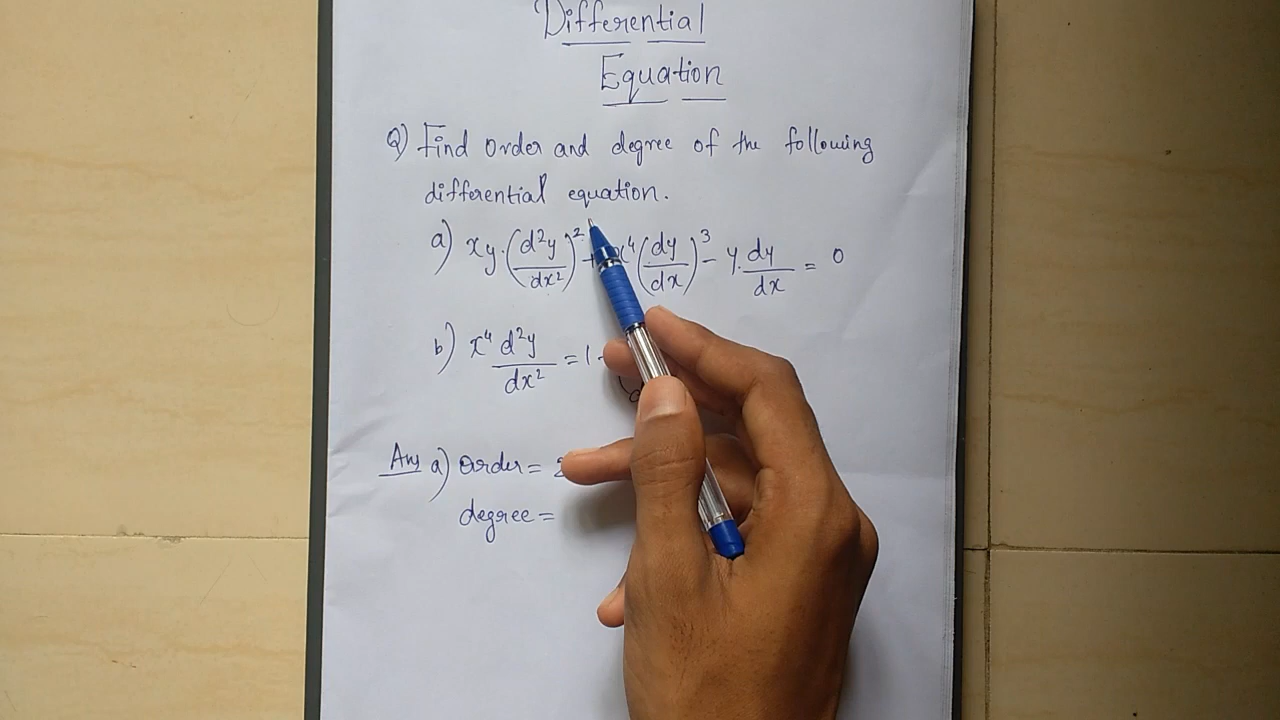 Differential
Equation
Q) Find order and degree of the following
differential equation.
a) xy·(d²y/dx²)² + x⁴(dy/dx)³ - y·dy/dx = 0
b) x⁴ d²y/dx² = 1
Ans a) order = 2
degree =